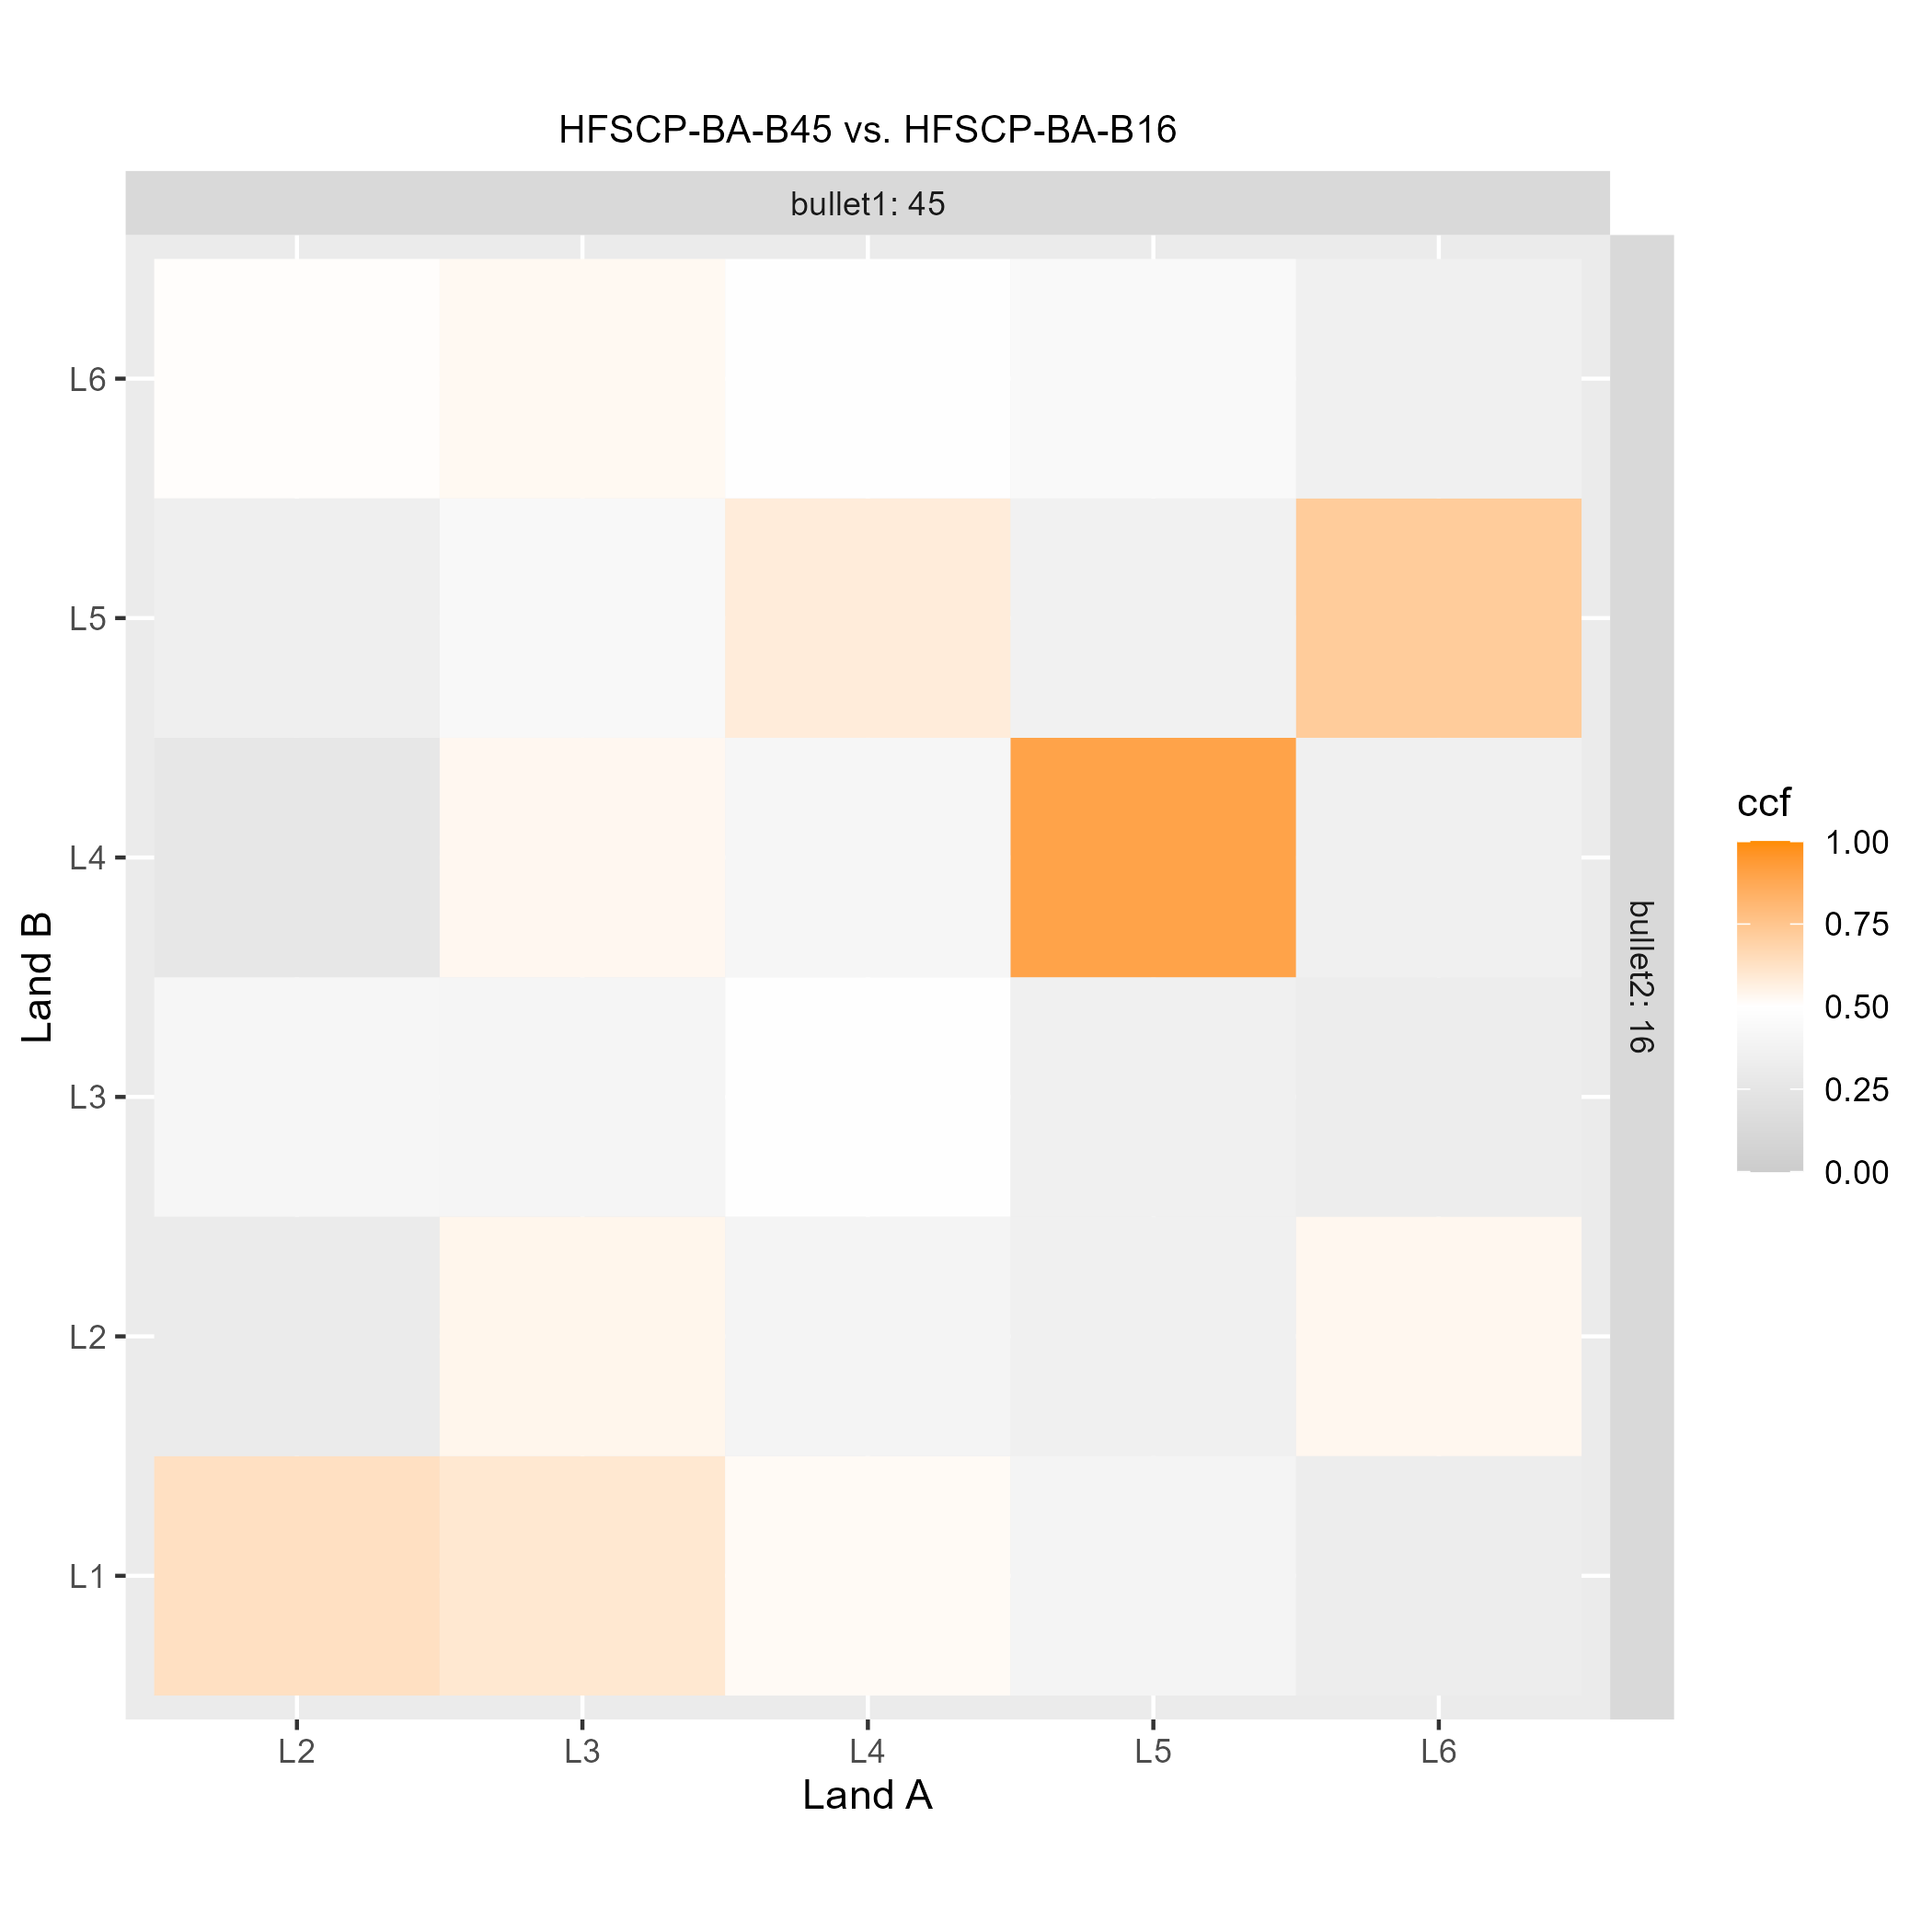 HFSCP-BA-B45 vs. HFSCP-BA-B16
bullet1: 45
bullet2: 16
Land B
L6
L5
L4
L3
L2
L1
L2
L3
L4
L5
L6
Land A
ccf
1.00
0.75
0.50
0.25
0.00